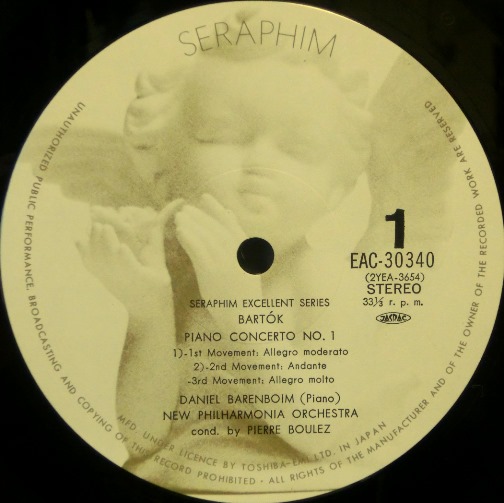 SERAPHIM
1
EAC-30340
(2YEA-3654)
STEREO
33⅓ r. p. m.
JASRAC
SERAPHIM EXCELLENT SERIES
BARTÓK
PIANO CONCERTO NO. 1
1)-1st Movement: Allegro moderato
2)-2nd Movement: Andante
-3rd Movement: Allegro molto
DANIEL BARENBOIM (Piano)
NEW PHILHARMONIA ORCHESTRA
cond. by PIERRE BOULEZ
MFD. UNDER LICENCE BY TOSHIBA-EMI LTD. IN JAPAN
UNAUTHORIZED PUBLIC PERFORMANCE, BROADCASTING AND COPYING OF THE RECORD PROHIBITED · ALL RIGHTS OF THE MANUFACTURER AND OF THE OWNER OF THE RECORDED WORK ARE RESERVED